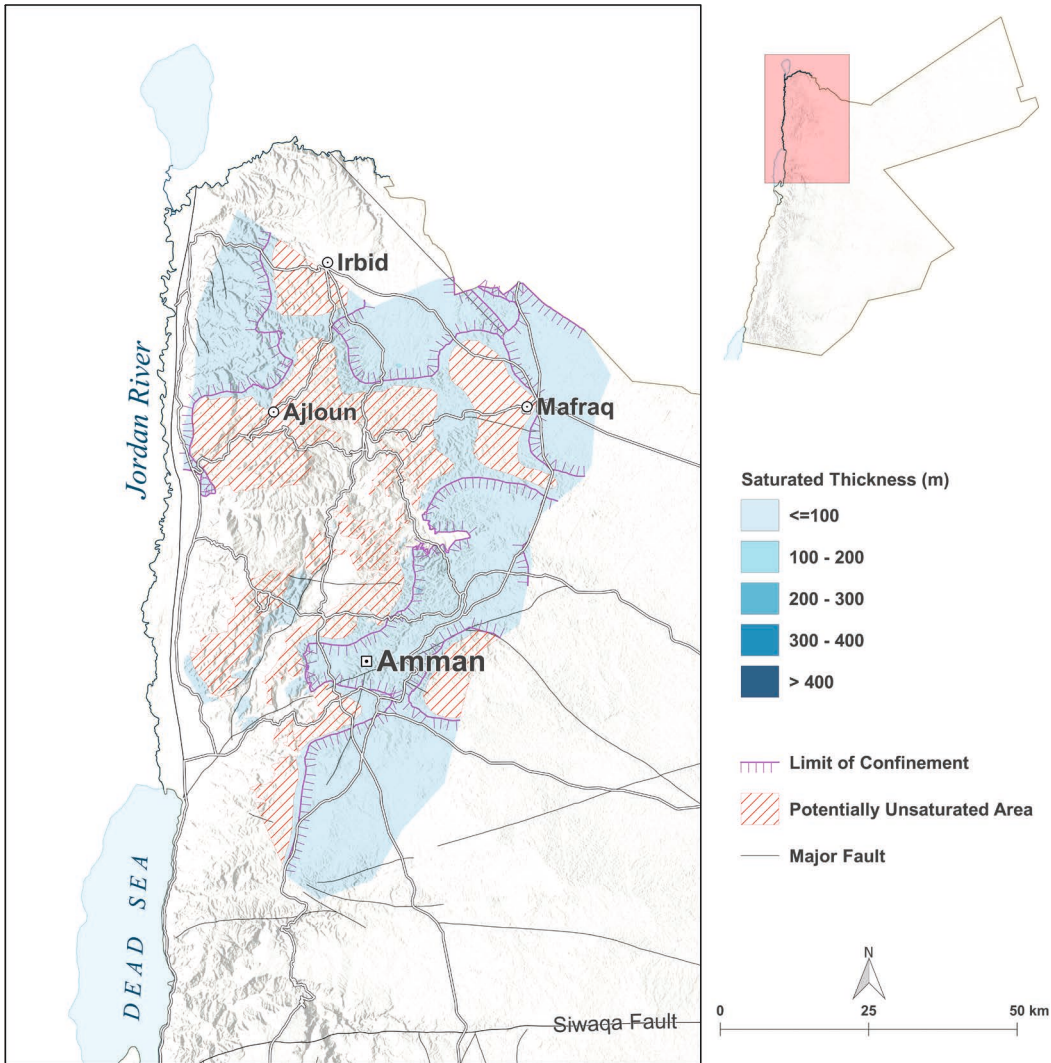 Irbid
Ajloun
Mafraq
Jordan River
Amman
DEAD SEA
Siwaqa Fault
Saturated Thickness (m)
<=100
100 - 200
200 - 300
300 - 400
> 400
Limit of Confinement
Potentially Unsaturated Area
Major Fault
N
0 25 50 km